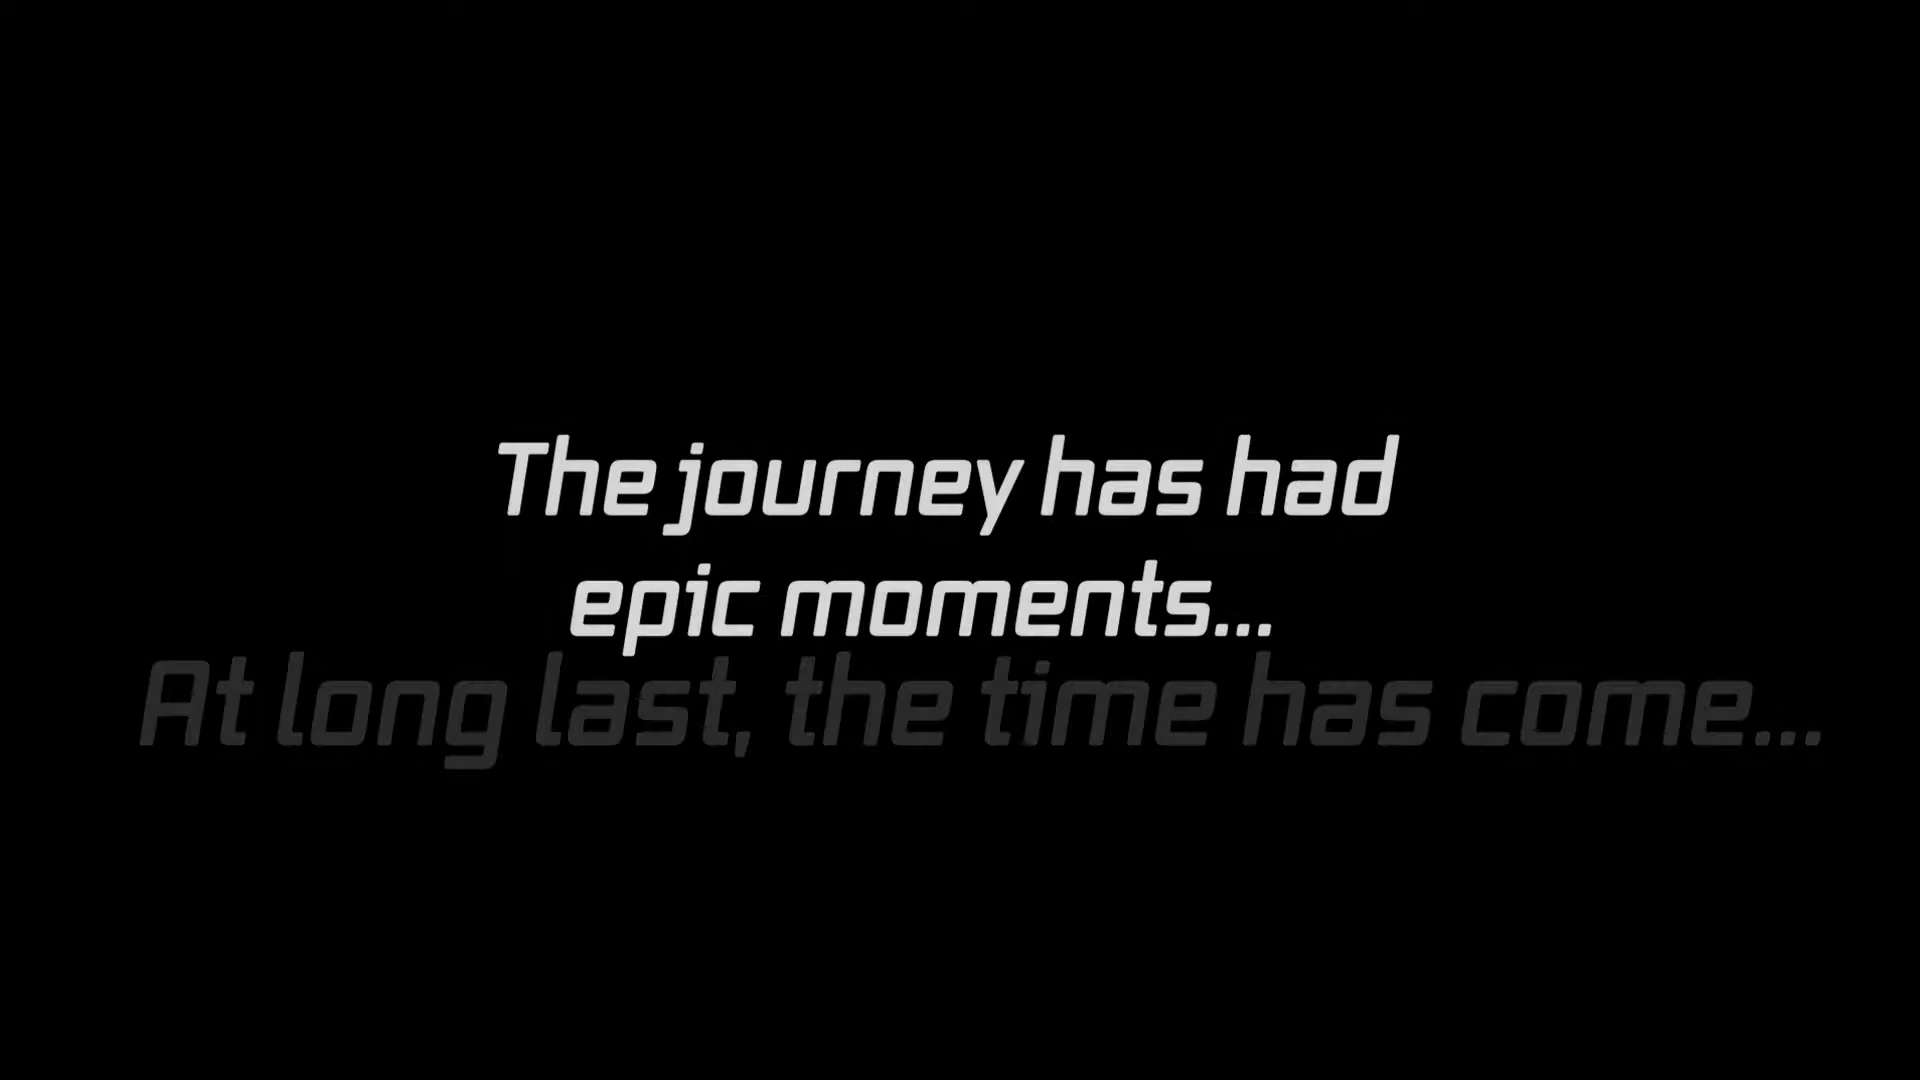 The journey has had
epic moments...
At long last, the time has come...